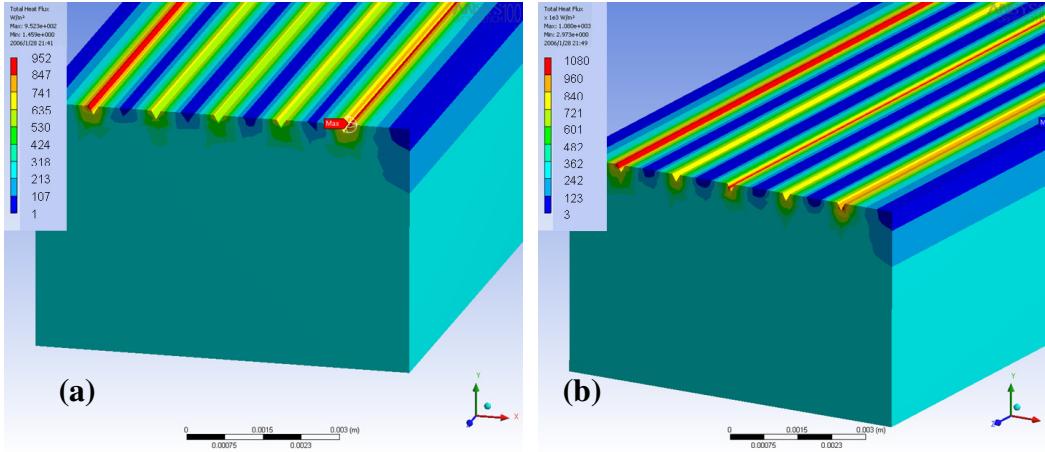 Total Heat Flux
W/m²
Max: 9.523e+002
Min: 1.459e+000
2006/1/28 21:41
952
847
741
635
530
424
318
213
107
1
Max
(a)
Y
X
0
0.0015
0.003 (m)
0.00075
0.0023
Total Heat Flux
x 1e3 W/m²
Max: 1.080e+003
Min: 2.973e+000
2006/1/28 21:49
1080
960
840
721
601
482
362
242
123
3
M
(b)
Y
Z
X
0
0.0015
0.003 (m)
0.00075
0.0023